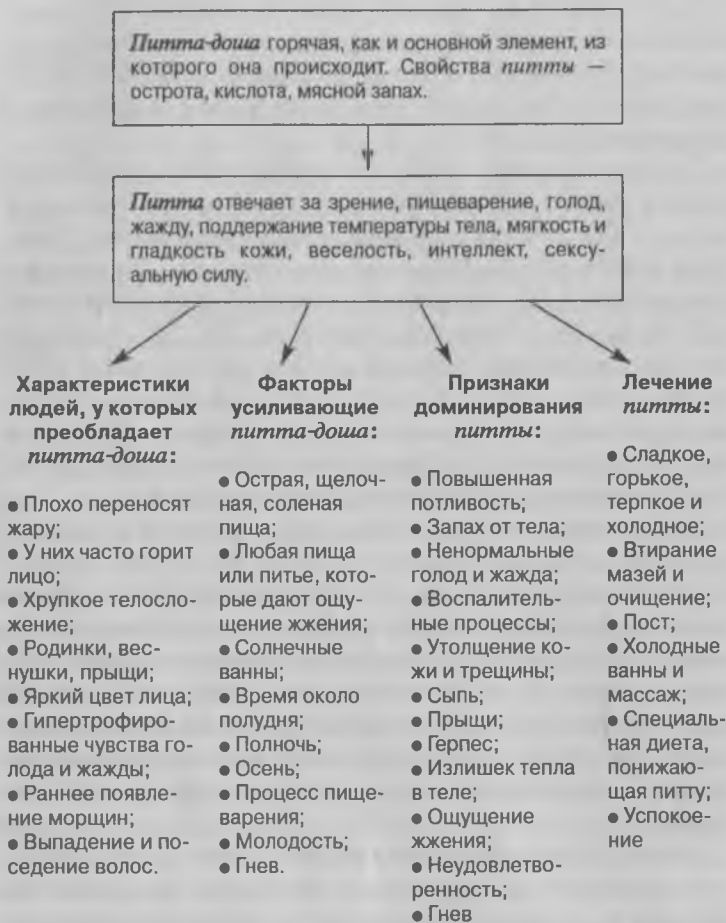 Питта-доша горячая, как и основной элемент, из
которого она происходит. Свойства питты —
острота, кислота, мясной запах.
Питта отвечает за зрение, пищеварение, голод,
жажду, поддержание температуры тела, мягкость и
гладкость кожи, веселость, интеллект, сексу-
альную силу.
Характеристики
людей, у которых
преобладает
питта-доша:
● Плохо переносят
жару;
● У них часто горит
лицо;
● Хрупкое телосло-
жение;
● Родинки, вес-
нушки, прыщи;
● Яркий цвет лица;
● Гипертрофиро-
ванные чувства го-
лода и жажды;
● Раннее появле-
ние морщин;
● Выпадение и по-
седение волос.
Факторы
усиливающие
питта-доша:
● Острая, щелоч-
ная, соленая
пища;
● Любая пища
или питье, кото-
рые дают ощу-
щение жжения;
● Солнечные
ванны;
● Время около
полудня;
● Полночь;
● Осень;
● Процесс пище-
варения;
● Молодость;
● Гнев.
Признаки
доминирования
питты:
● Повышенная
потливость;
● Запах от тела;
● Ненормальные
голод и жажда;
● Воспалитель-
ные процессы;
● Утолщение ко-
жи и трещины;
● Сыпь;
● Прыщи;
● Герпес;
● Излишек тепла
в теле;
● Ощущение
жжения;
● Неудовлетво-
ренность;
● Гнев
Лечение
питты:
● Сладкое,
горькое,
терпкое и
холодное;
● Втирание
мазей и
очищение;
● Пост;
● Холодные
ванны и
массаж;
● Специаль-
ная диета,
понижаю-
щая питту;
● Успокое-
ние